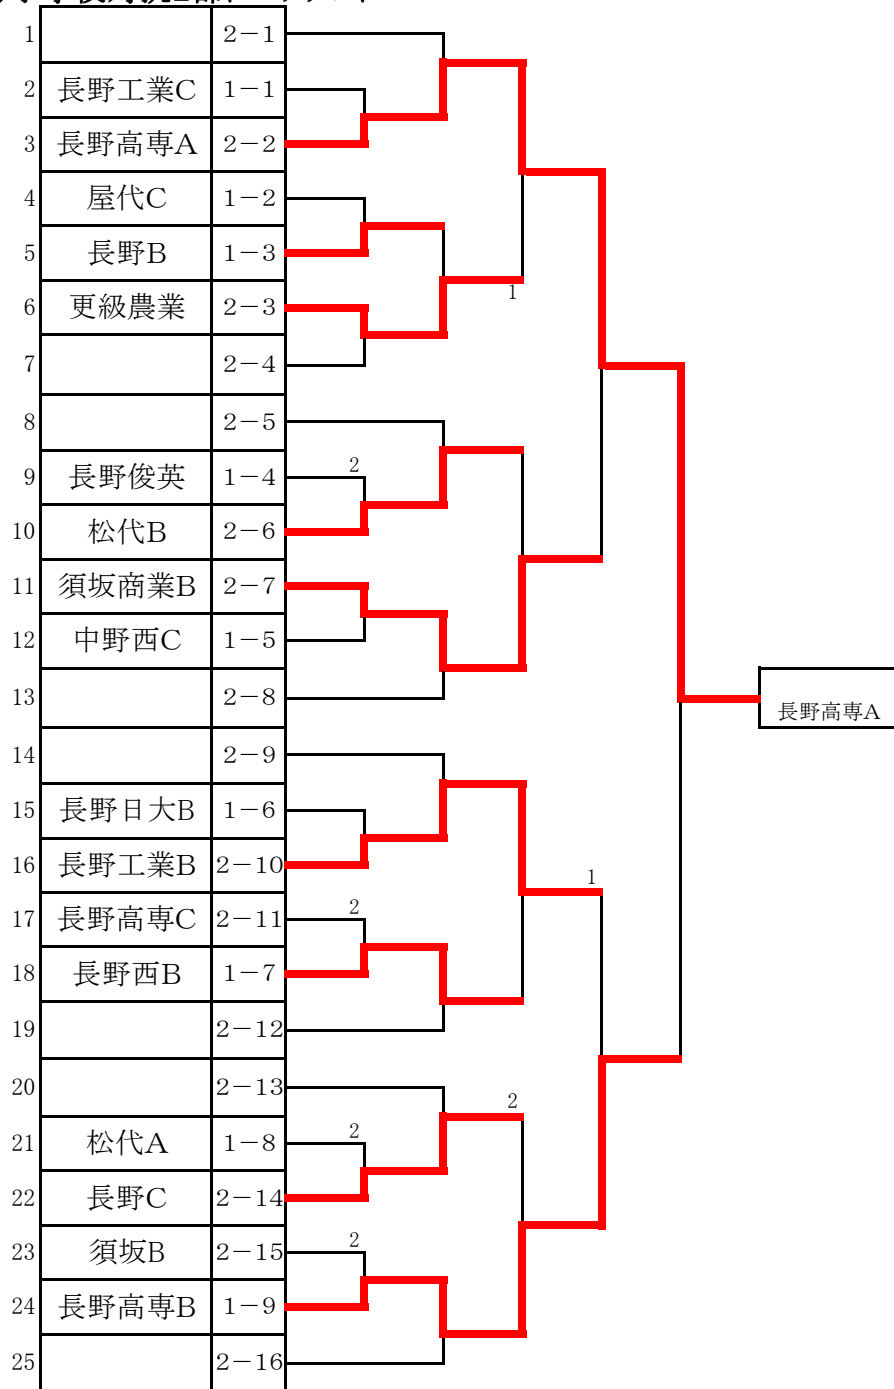 1 2－1
2 長野工業C 1－1
3 長野高専A 2－2
4 屋代C 1－2
5 長野B 1－3
6 更級農業 2－3
1
7 2－4
8 2－5
9 長野俊英 1－4 2
10 松代B 2－6
11 須坂商業B 2－7
12 中野西C 1－5
13 2－8
長野高専A
14 2－9
15 長野日大B 1－6
16 長野工業B 2－10
1
17 長野高専C 2－11 2
18 長野西B 1－7
19 2－12
20 2－13
2
21 松代A 1－8 2
22 長野C 2－14
23 須坂B 2－15 2
24 長野高専B 1－9
25 2－16